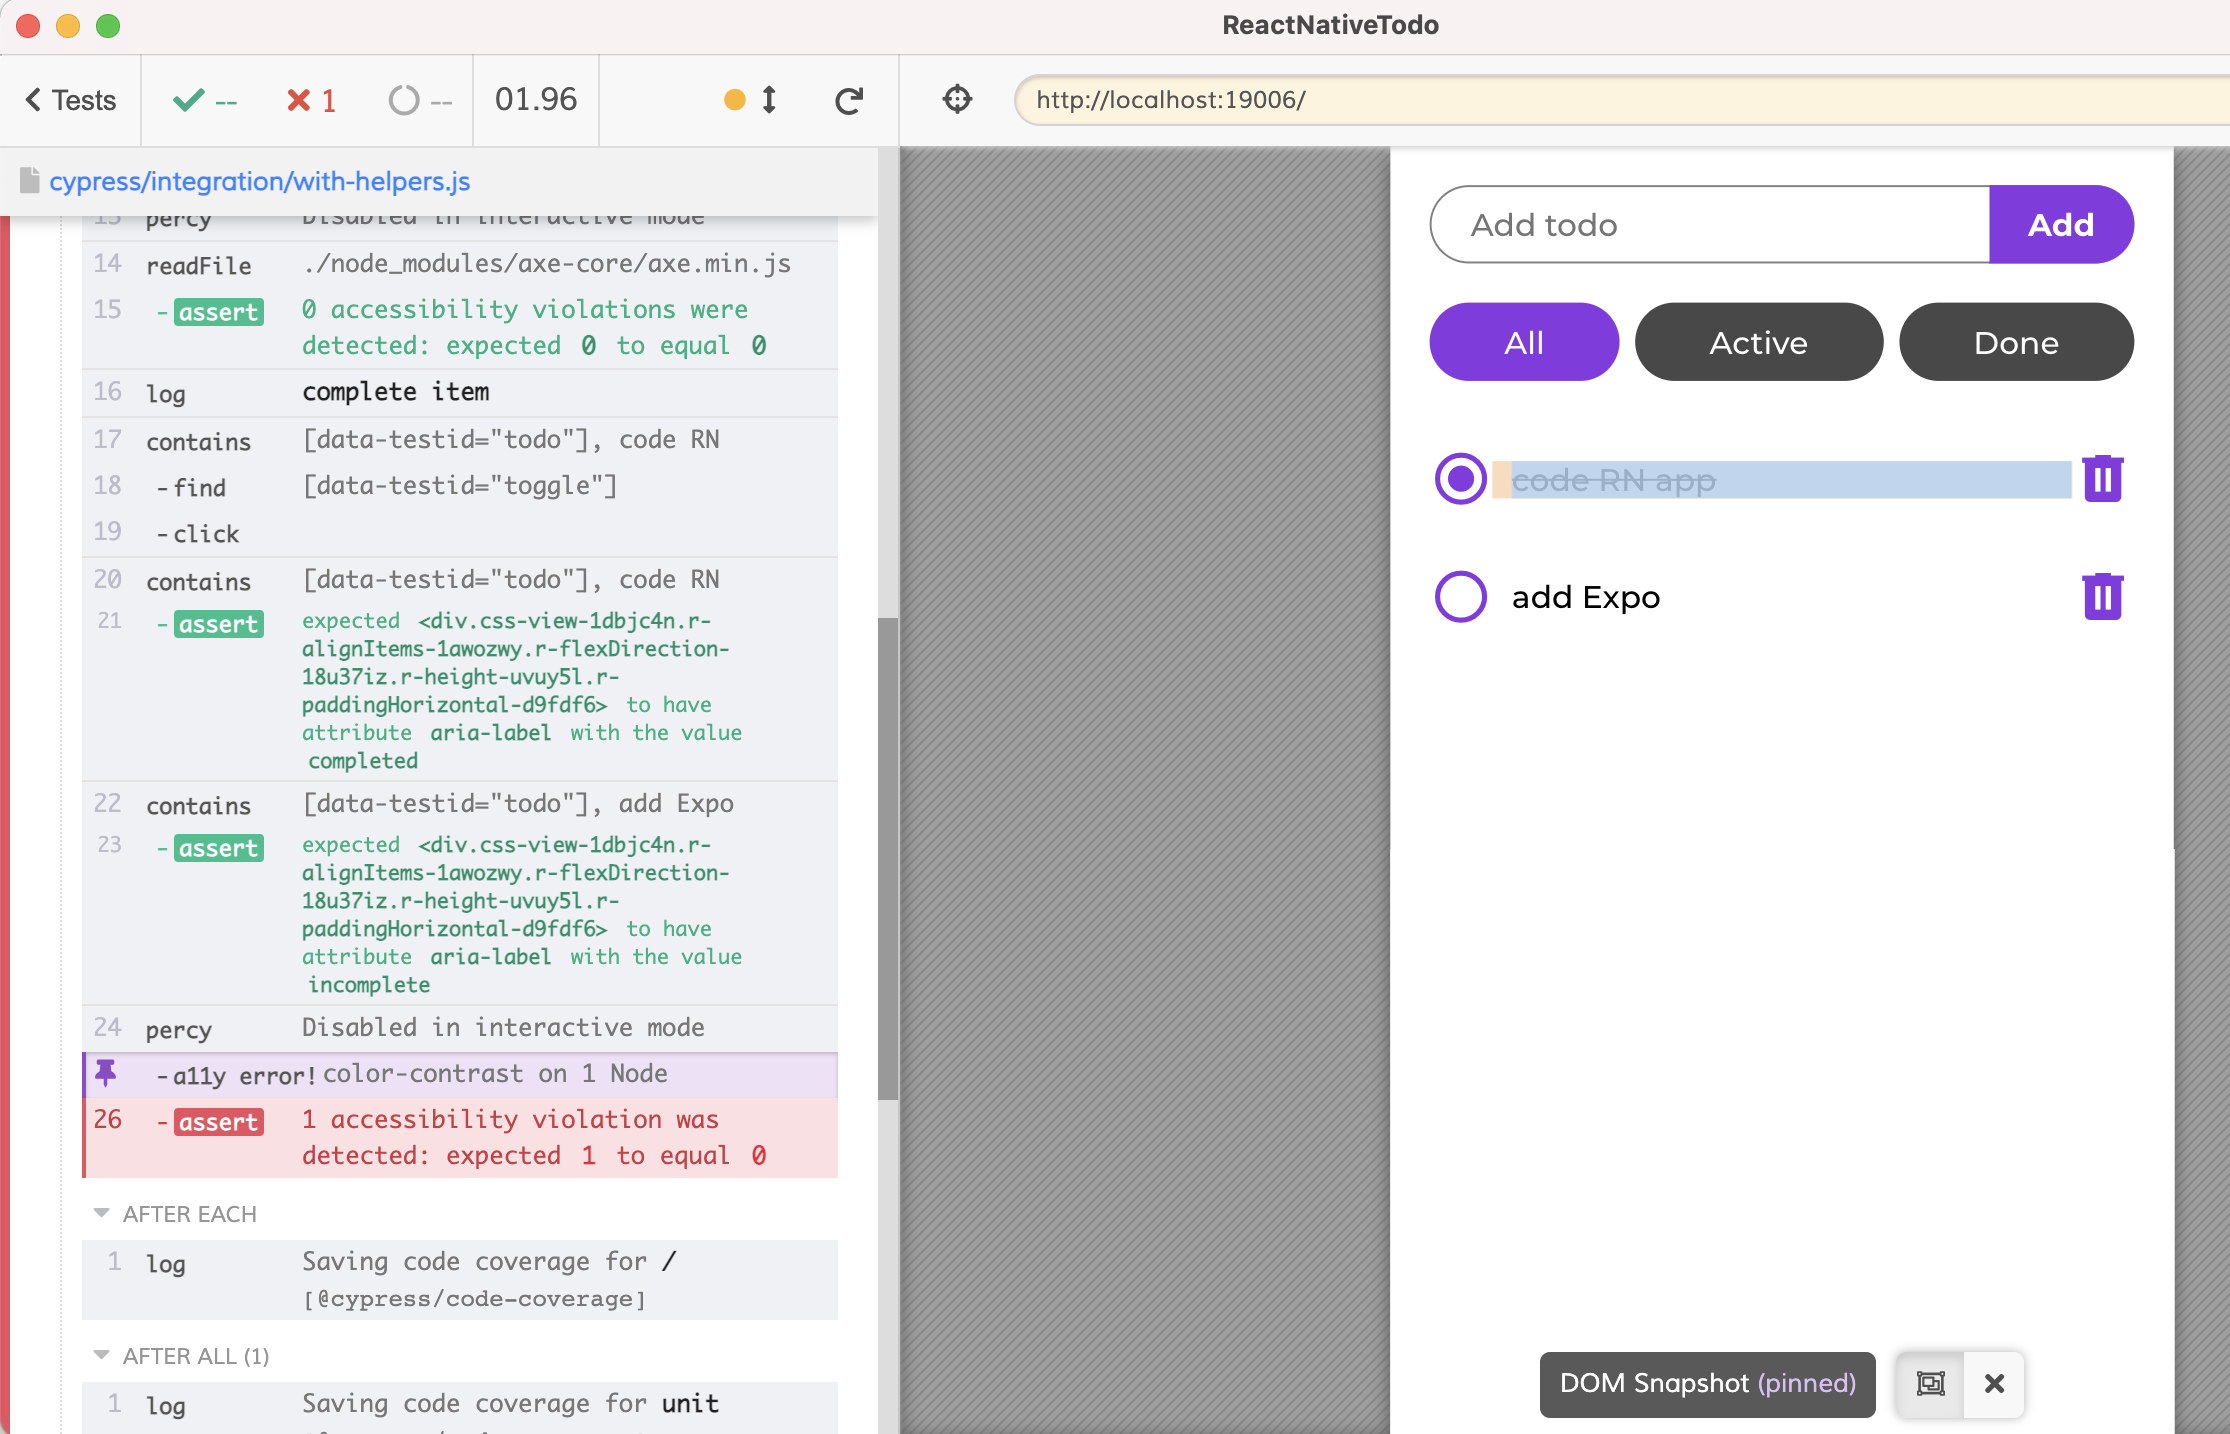 ReactNativeTodo
Tests -- 1 -- 01.96
http://localhost:19006/
cypress/integration/with-helpers.js
13 percy Disabled in interactive mode
14 readFile ./node_modules/axe-core/axe.min.js
15 -assert 0 accessibility violations were
detected: expected 0 to equal 0
16 log complete item
17 contains [data-testid="todo"], code RN
18 -find [data-testid="toggle"]
19 -click
20 contains [data-testid="todo"], code RN
21 -assert expected <div.css-view-1dbjc4n.r-
alignItems-1awozwy.r-flexDirection-
18u37iz.r-height-uvuy5l.r-
paddingHorizontal-d9fdf6> to have
attribute aria-label with the value
completed
22 contains [data-testid="todo"], add Expo
23 -assert expected <div.css-view-1dbjc4n.r-
alignItems-1awozwy.r-flexDirection-
18u37iz.r-height-uvuy5l.r-
paddingHorizontal-d9fdf6> to have
attribute aria-label with the value
incomplete
24 percy Disabled in interactive mode
-a11y error! color-contrast on 1 Node
26 -assert 1 accessibility violation was
detected: expected 1 to equal 0
AFTER EACH
1 log Saving code coverage for /
[@cypress/code-coverage]
AFTER ALL (1)
1 log Saving code coverage for unit
Add todo Add
All Active Done
code RN app
add Expo
DOM Snapshot (pinned)